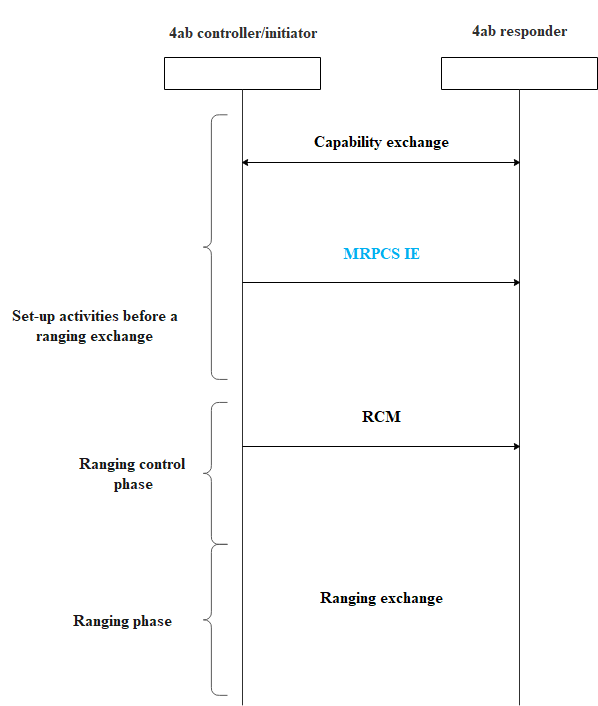 4ab controller/initiator
4ab responder
Capability exchange
MRPCS IE
Set-up activities before a
ranging exchange
RCM
Ranging control
phase
Ranging exchange
Ranging phase